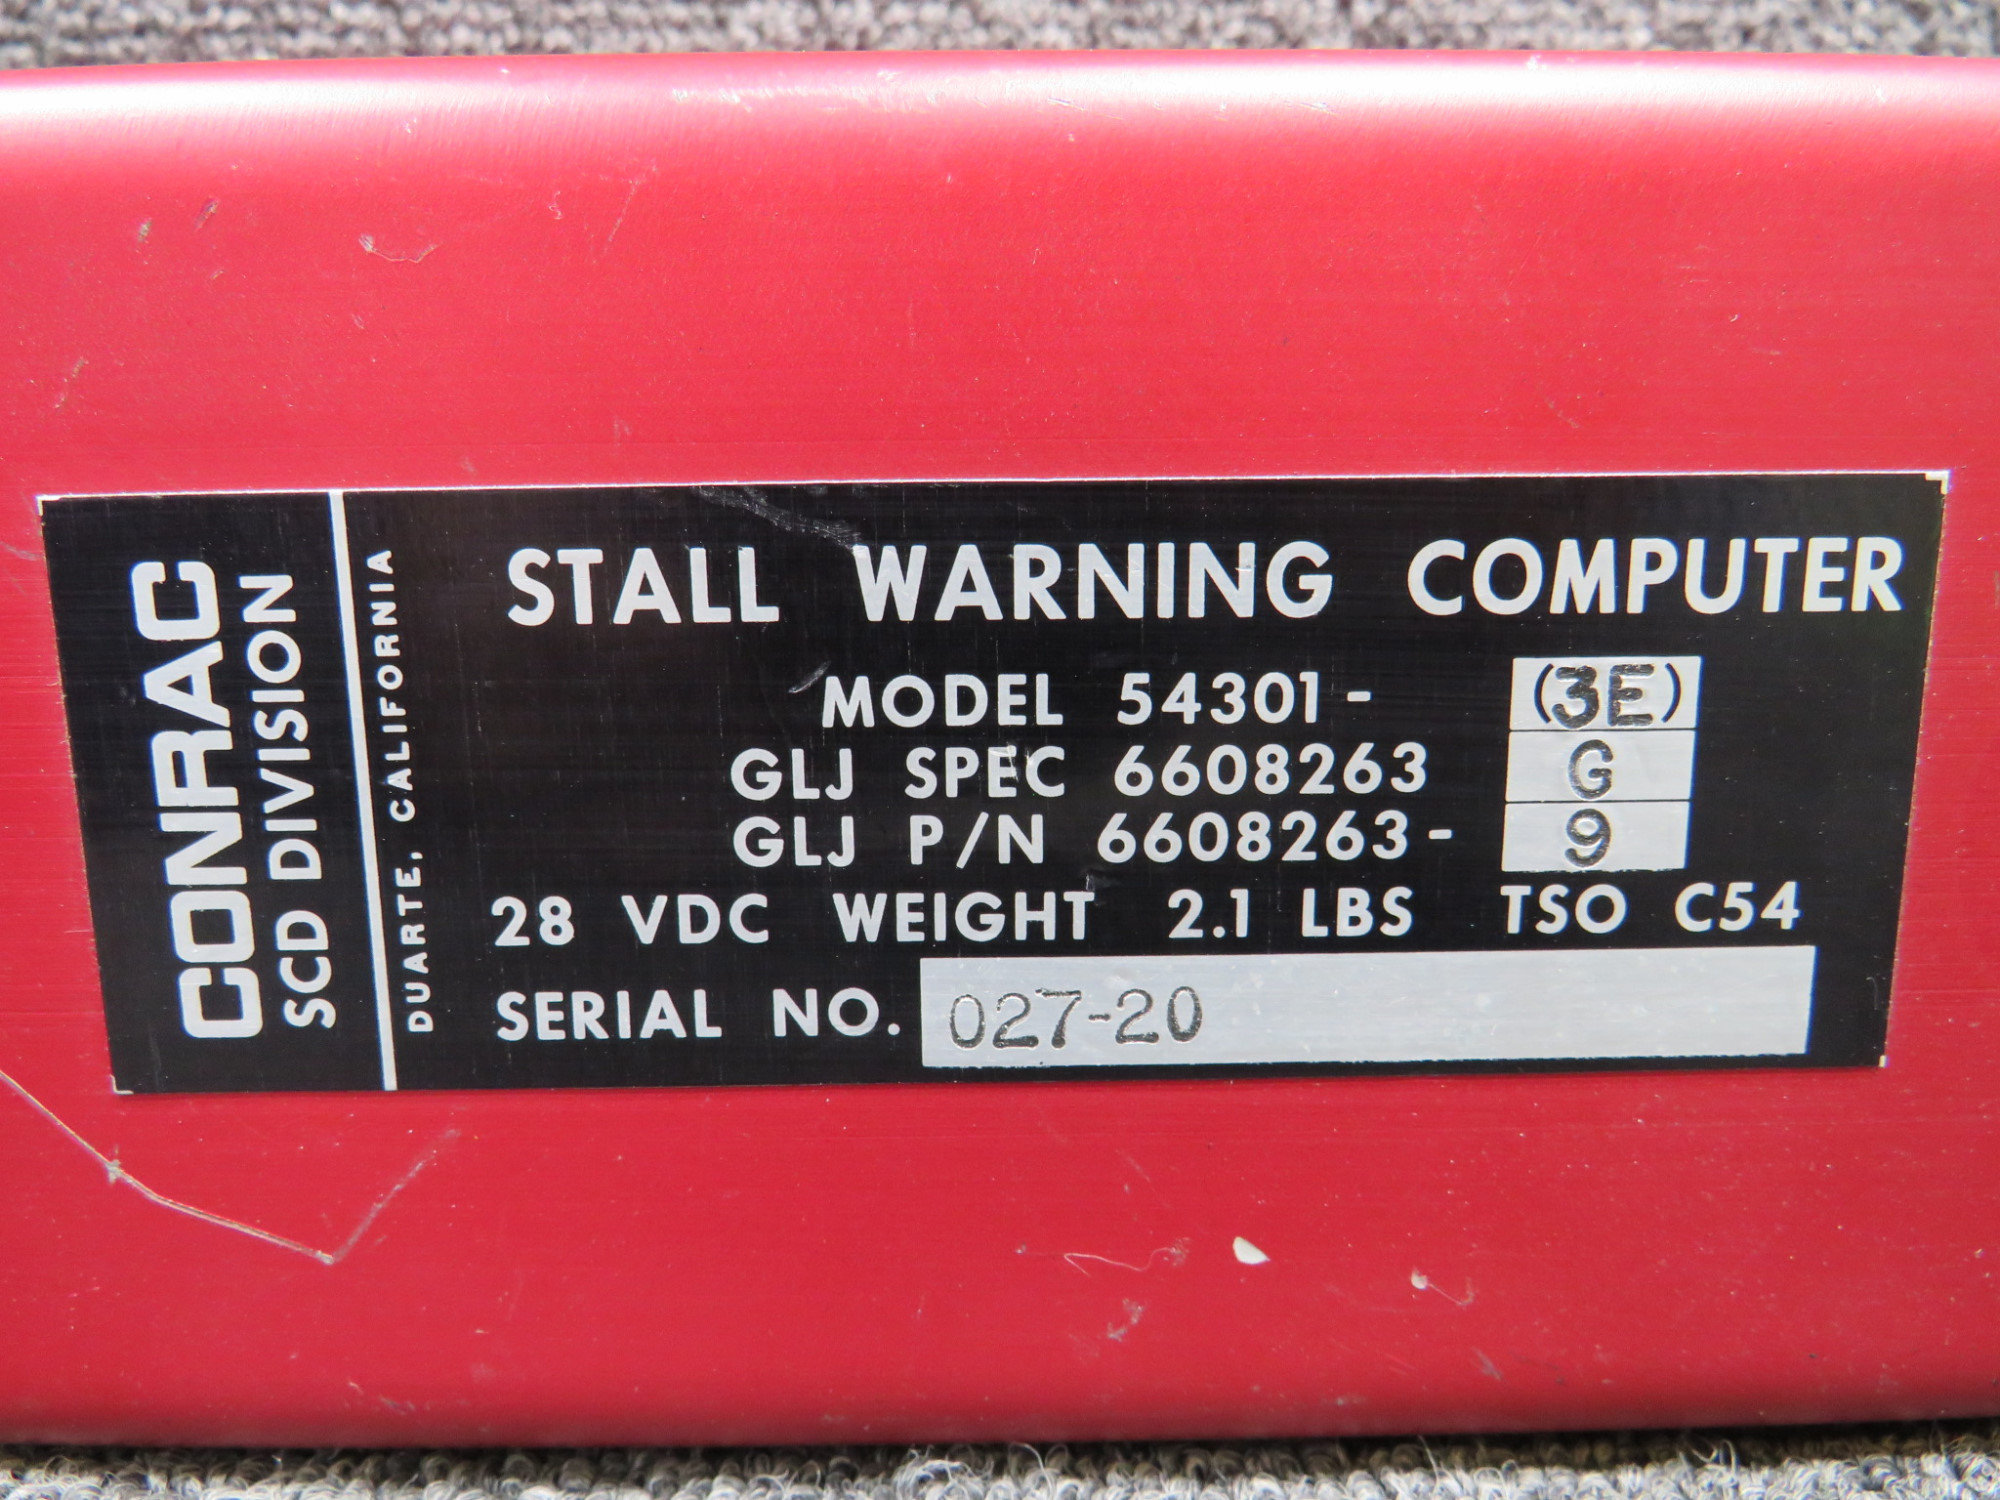 CONRAC
SCD DIVISION
DUARTE, CALIFORNIA
STALL WARNING COMPUTER
MODEL 54301- (3E)
GLJ SPEC 6608263 G
GLJ P/N 6608263- 9
28 VDC WEIGHT 2.1 LBS TSO C54
SERIAL NO. 027-20